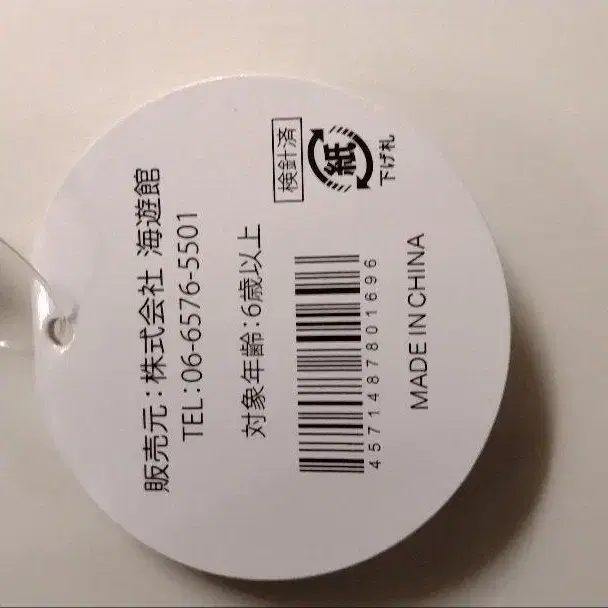 販売元：株式会社 海遊館
TEL：06-6576-5501
対象年齢：6歳以上
検針済
紙
下げ札
4571487801696
MADE IN CHINA